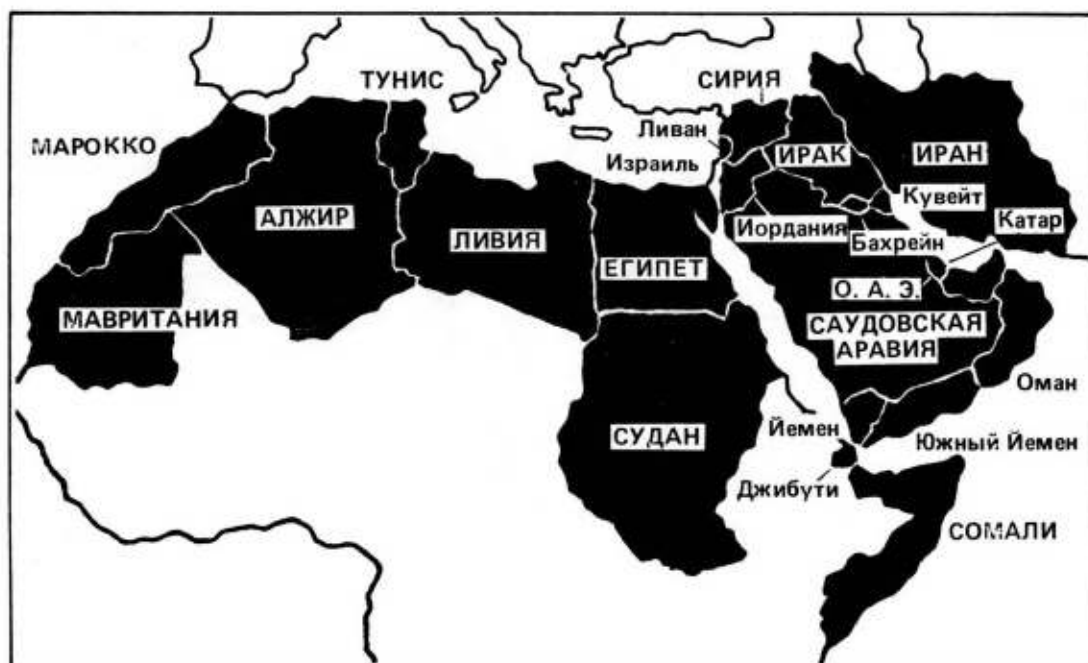 ТУНИС
СИРИЯ
МАРОККО
Ливан
Израиль
ИРАК
ИРАН
АЛЖИР
ЛИВИЯ
Иордания
Кувейт
Катар
Бахрейн
ЕГИПЕТ
О. А. Э.
МАВРИТАНИЯ
САУДОВСКАЯ
АРАВИЯ
Оман
СУДАН
Йемен
Южный Йемен
Джибути
СОМАЛИ